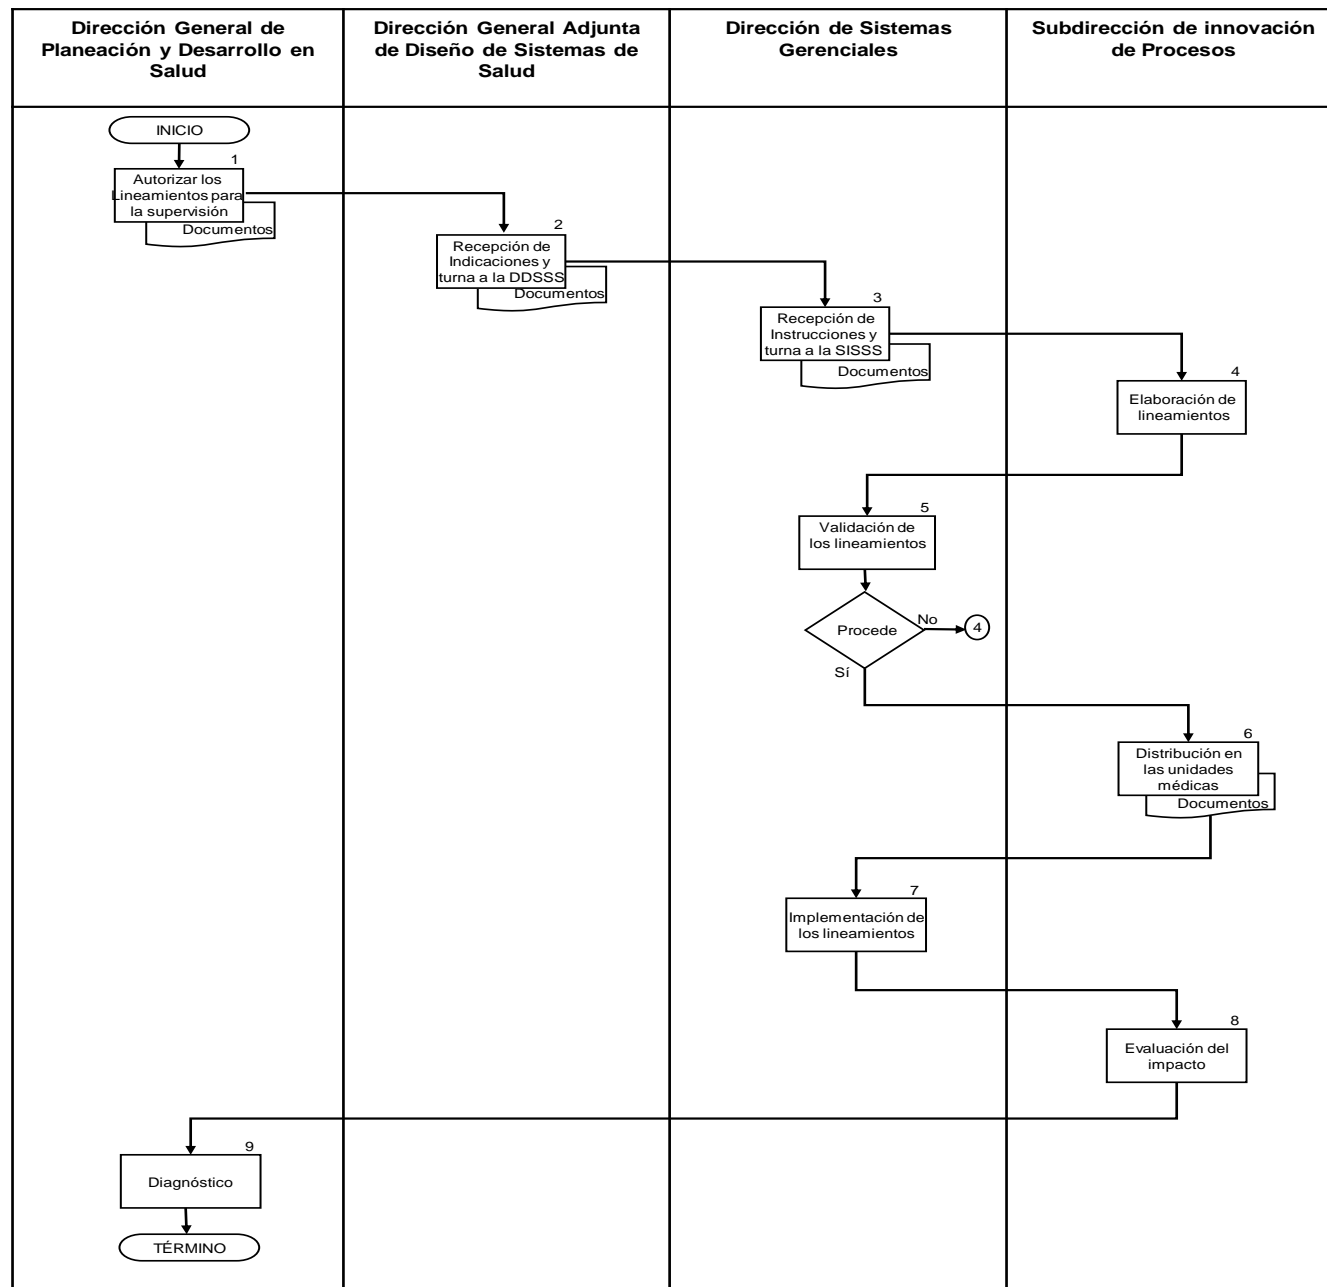 Dirección General de
Planeación y Desarrollo en
Salud
Dirección General Adjunta
de Diseño de Sistemas de
Salud
Dirección de Sistemas
Gerenciales
Subdirección de innovación
de Procesos
INICIO
1
Autorizar los
Lineamientos para
la supervisión
Documentos
2
Recepción de
Indicaciones y
turna a la DDSSS
Documentos
3
Recepción de
Instrucciones y
turna a la SISSS
Documentos
4
Elaboración de
lineamientos
5
Validación de
los lineamientos
Procede
No
4
Sí
6
Distribución en
las unidades
médicas
Documentos
7
Implementación de
los lineamientos
8
Evaluación del
impacto
9
Diagnóstico
TÉRMINO